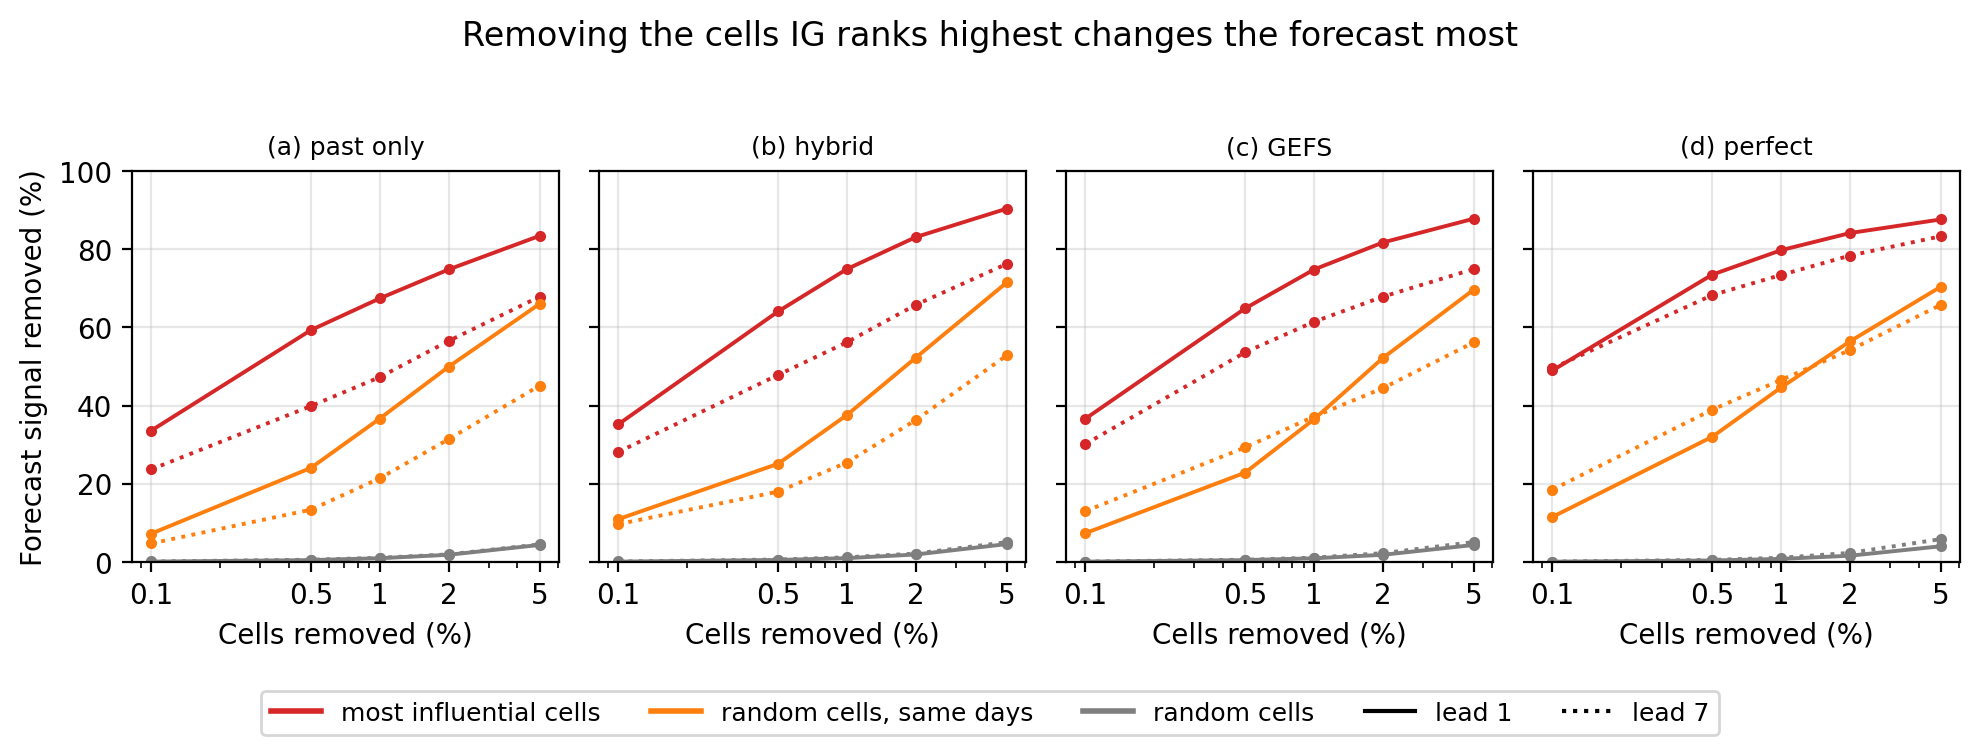 Removing the cells IG ranks highest changes the forecast most
(a) past only
(b) hybrid
(c) GEFS
(d) perfect
Forecast signal removed (%)
100
80
60
40
20
0
0.1 0.5 1 2 5
0.1 0.5 1 2 5
0.1 0.5 1 2 5
0.1 0.5 1 2 5
Cells removed (%)
Cells removed (%)
Cells removed (%)
Cells removed (%)
most influential cells
random cells, same days
random cells
lead 1
lead 7